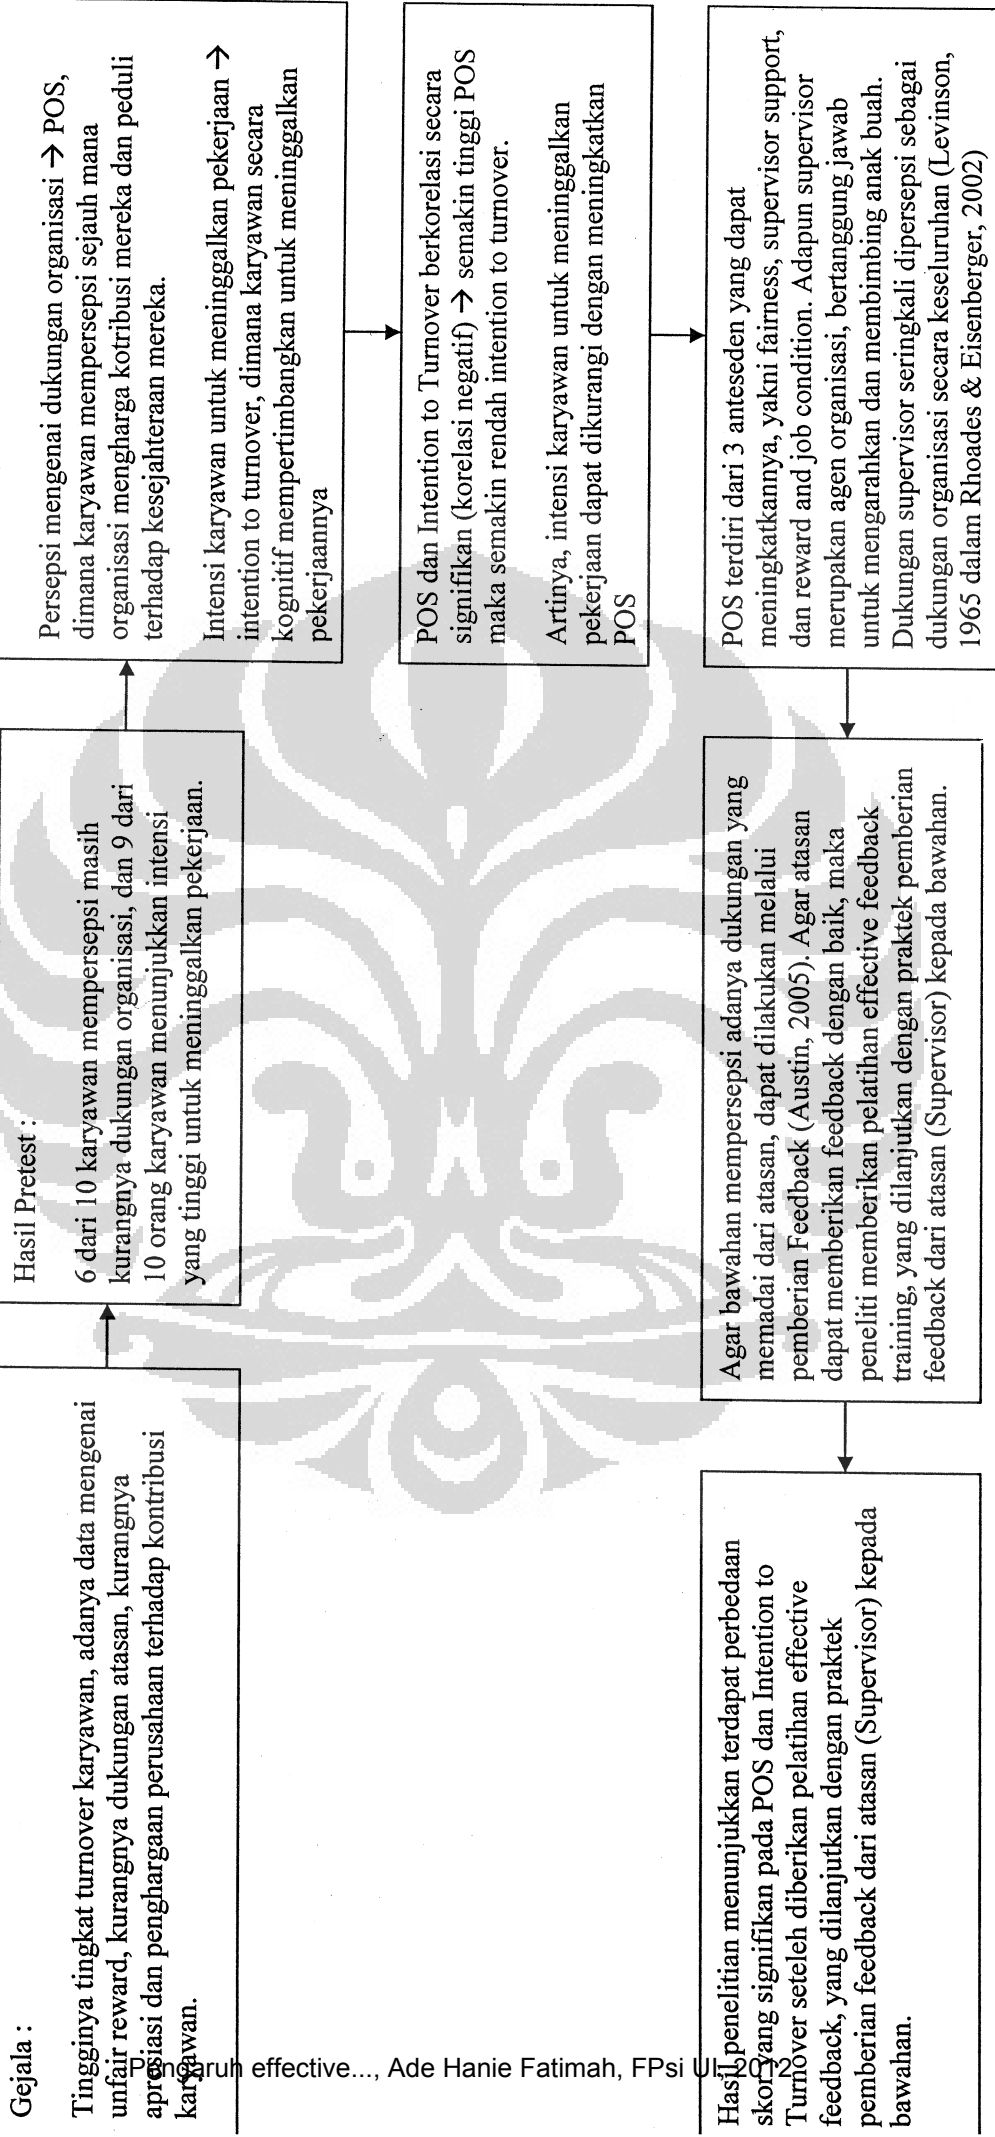 Gejala :
Tingginya tingkat turnover karyawan, adanya data mengenai
unfair reward, kurangnya dukungan atasan, kurangnya
apresiasi dan penghargaan perusahaan terhadap kontribusi
karyawan.
Hasil Pretest :
6 dari 10 karyawan mempersepsi masih
kurangnya dukungan organisasi, dan 9 dari
10 orang karyawan menunjukkan intensi
yang tinggi untuk meninggalkan pekerjaan.
Persepsi mengenai dukungan organisasi → POS,
dimana karyawan mempersepsi sejauh mana
organisasi mengharga kotribusi mereka dan peduli
terhadap kesejahteraan mereka.
Intensi karyawan untuk meninggalkan pekerjaan →
intention to turnover, dimana karyawan secara
kognitif mempertimbangkan untuk meninggalkan
pekerjaannya
POS dan Intention to Turnover berkorelasi secara
signifikan (korelasi negatif) → semakin tinggi POS
maka semakin rendah intention to turnover.
Artinya, intensi karyawan untuk meninggalkan
pekerjaan dapat dikurangi dengan meningkatkan
POS
POS terdiri dari 3 anteseden yang dapat
meningkatkannya, yakni fairness, supervisor support,
dan reward and job condition. Adapun supervisor
merupakan agen organisasi, bertanggung jawab
untuk mengarahkan dan membimbing anak buah.
Dukungan supervisor seringkali dipersepsi sebagai
dukungan organisasi secara keseluruhan (Levinson,
1965 dalam Rhoades & Eisenberger, 2002)
Agar bawahan mempersepsi adanya dukungan yang
memadai dari atasan, dapat dilakukan melalui
pemberian Feedback (Austin, 2005). Agar atasan
dapat memberikan feedback dengan baik, maka
peneliti memberikan pelatihan effective feedback
training, yang dilanjutkan dengan praktek pemberian
feedback dari atasan (Supervisor) kepada bawahan.
Hasil penelitian menunjukkan terdapat perbedaan
skor yang signifikan pada POS dan Intention to
Turnover seteleh diberikan pelatihan effective
feedback, yang dilanjutkan dengan praktek
pemberian feedback dari atasan (Supervisor) kepada
bawahan.
Pengaruh effective..., Ade Hanie Fatimah, FPsi UI, 2012